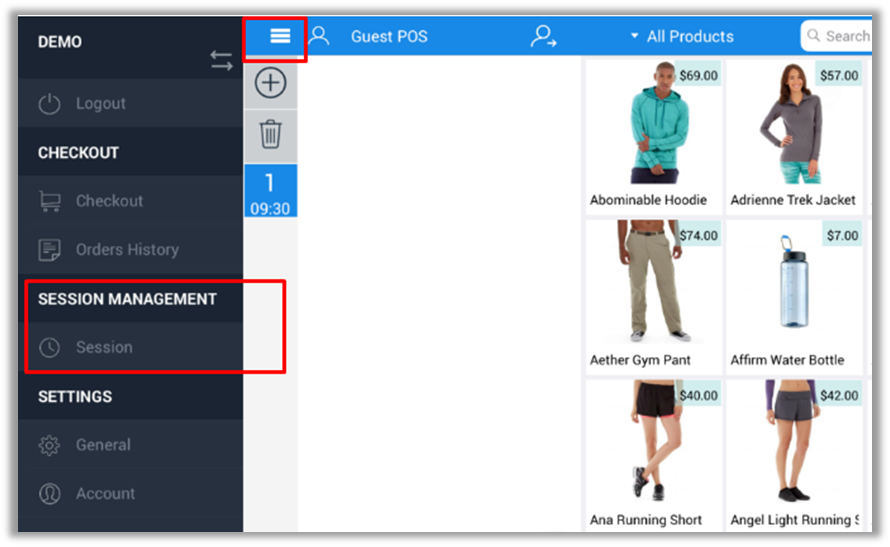 DEMO
Logout
CHECKOUT
Checkout
Orders History
SESSION MANAGEMENT
Session
SETTINGS
General
Account
Guest POS
All Products
Search
1
09:30
$69.00
Abominable Hoodie
$57.00
Adrienne Trek Jacket
$74.00
Aether Gym Pant
$7.00
Affirm Water Bottle
$40.00
Ana Running Short
$42.00
Angel Light Running S